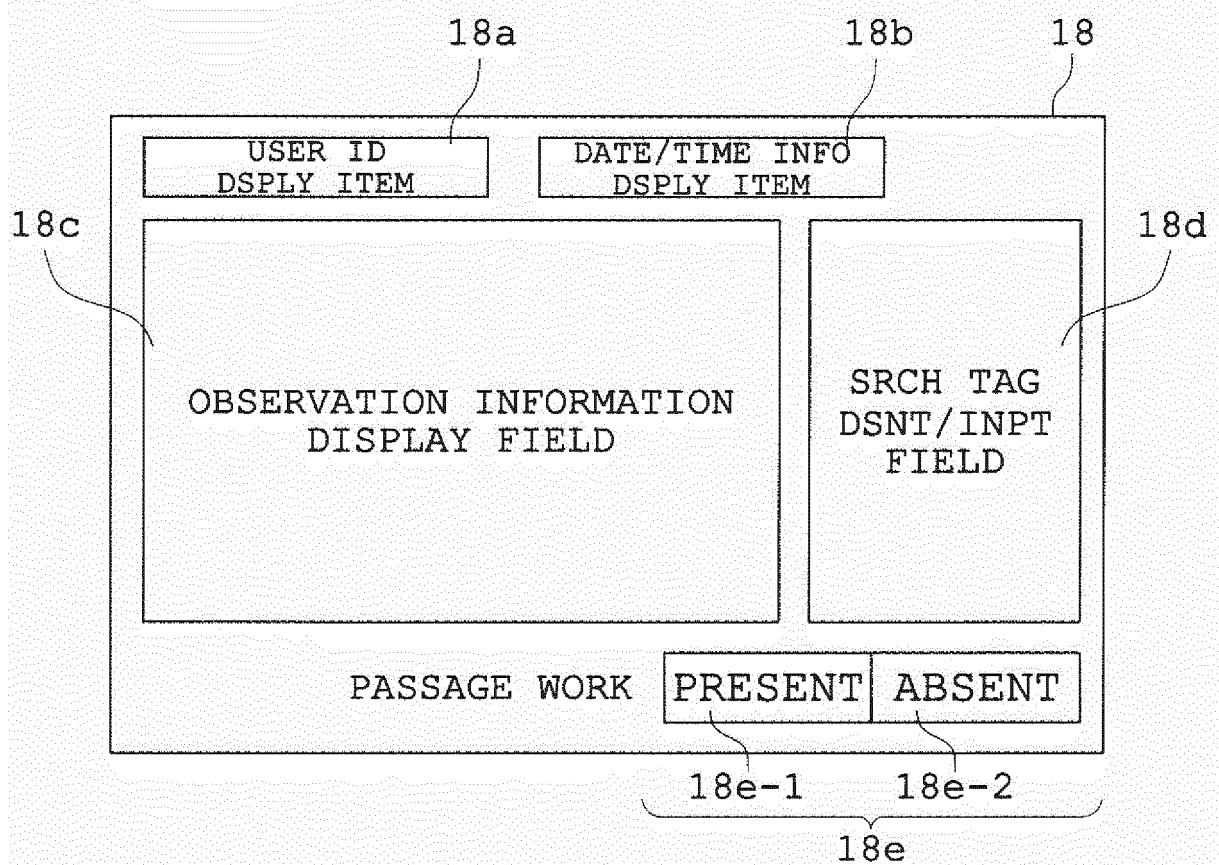 18a
18b
18
USER ID
DSPLY ITEM
DATE/TIME INFO
DSPLY ITEM
18c
18d
OBSERVATION INFORMATION
DISPLAY FIELD
SRCH TAG
DSNT/INPT
FIELD
PASSAGE WORK
PRESENT
ABSENT
18e-1
18e-2
18e